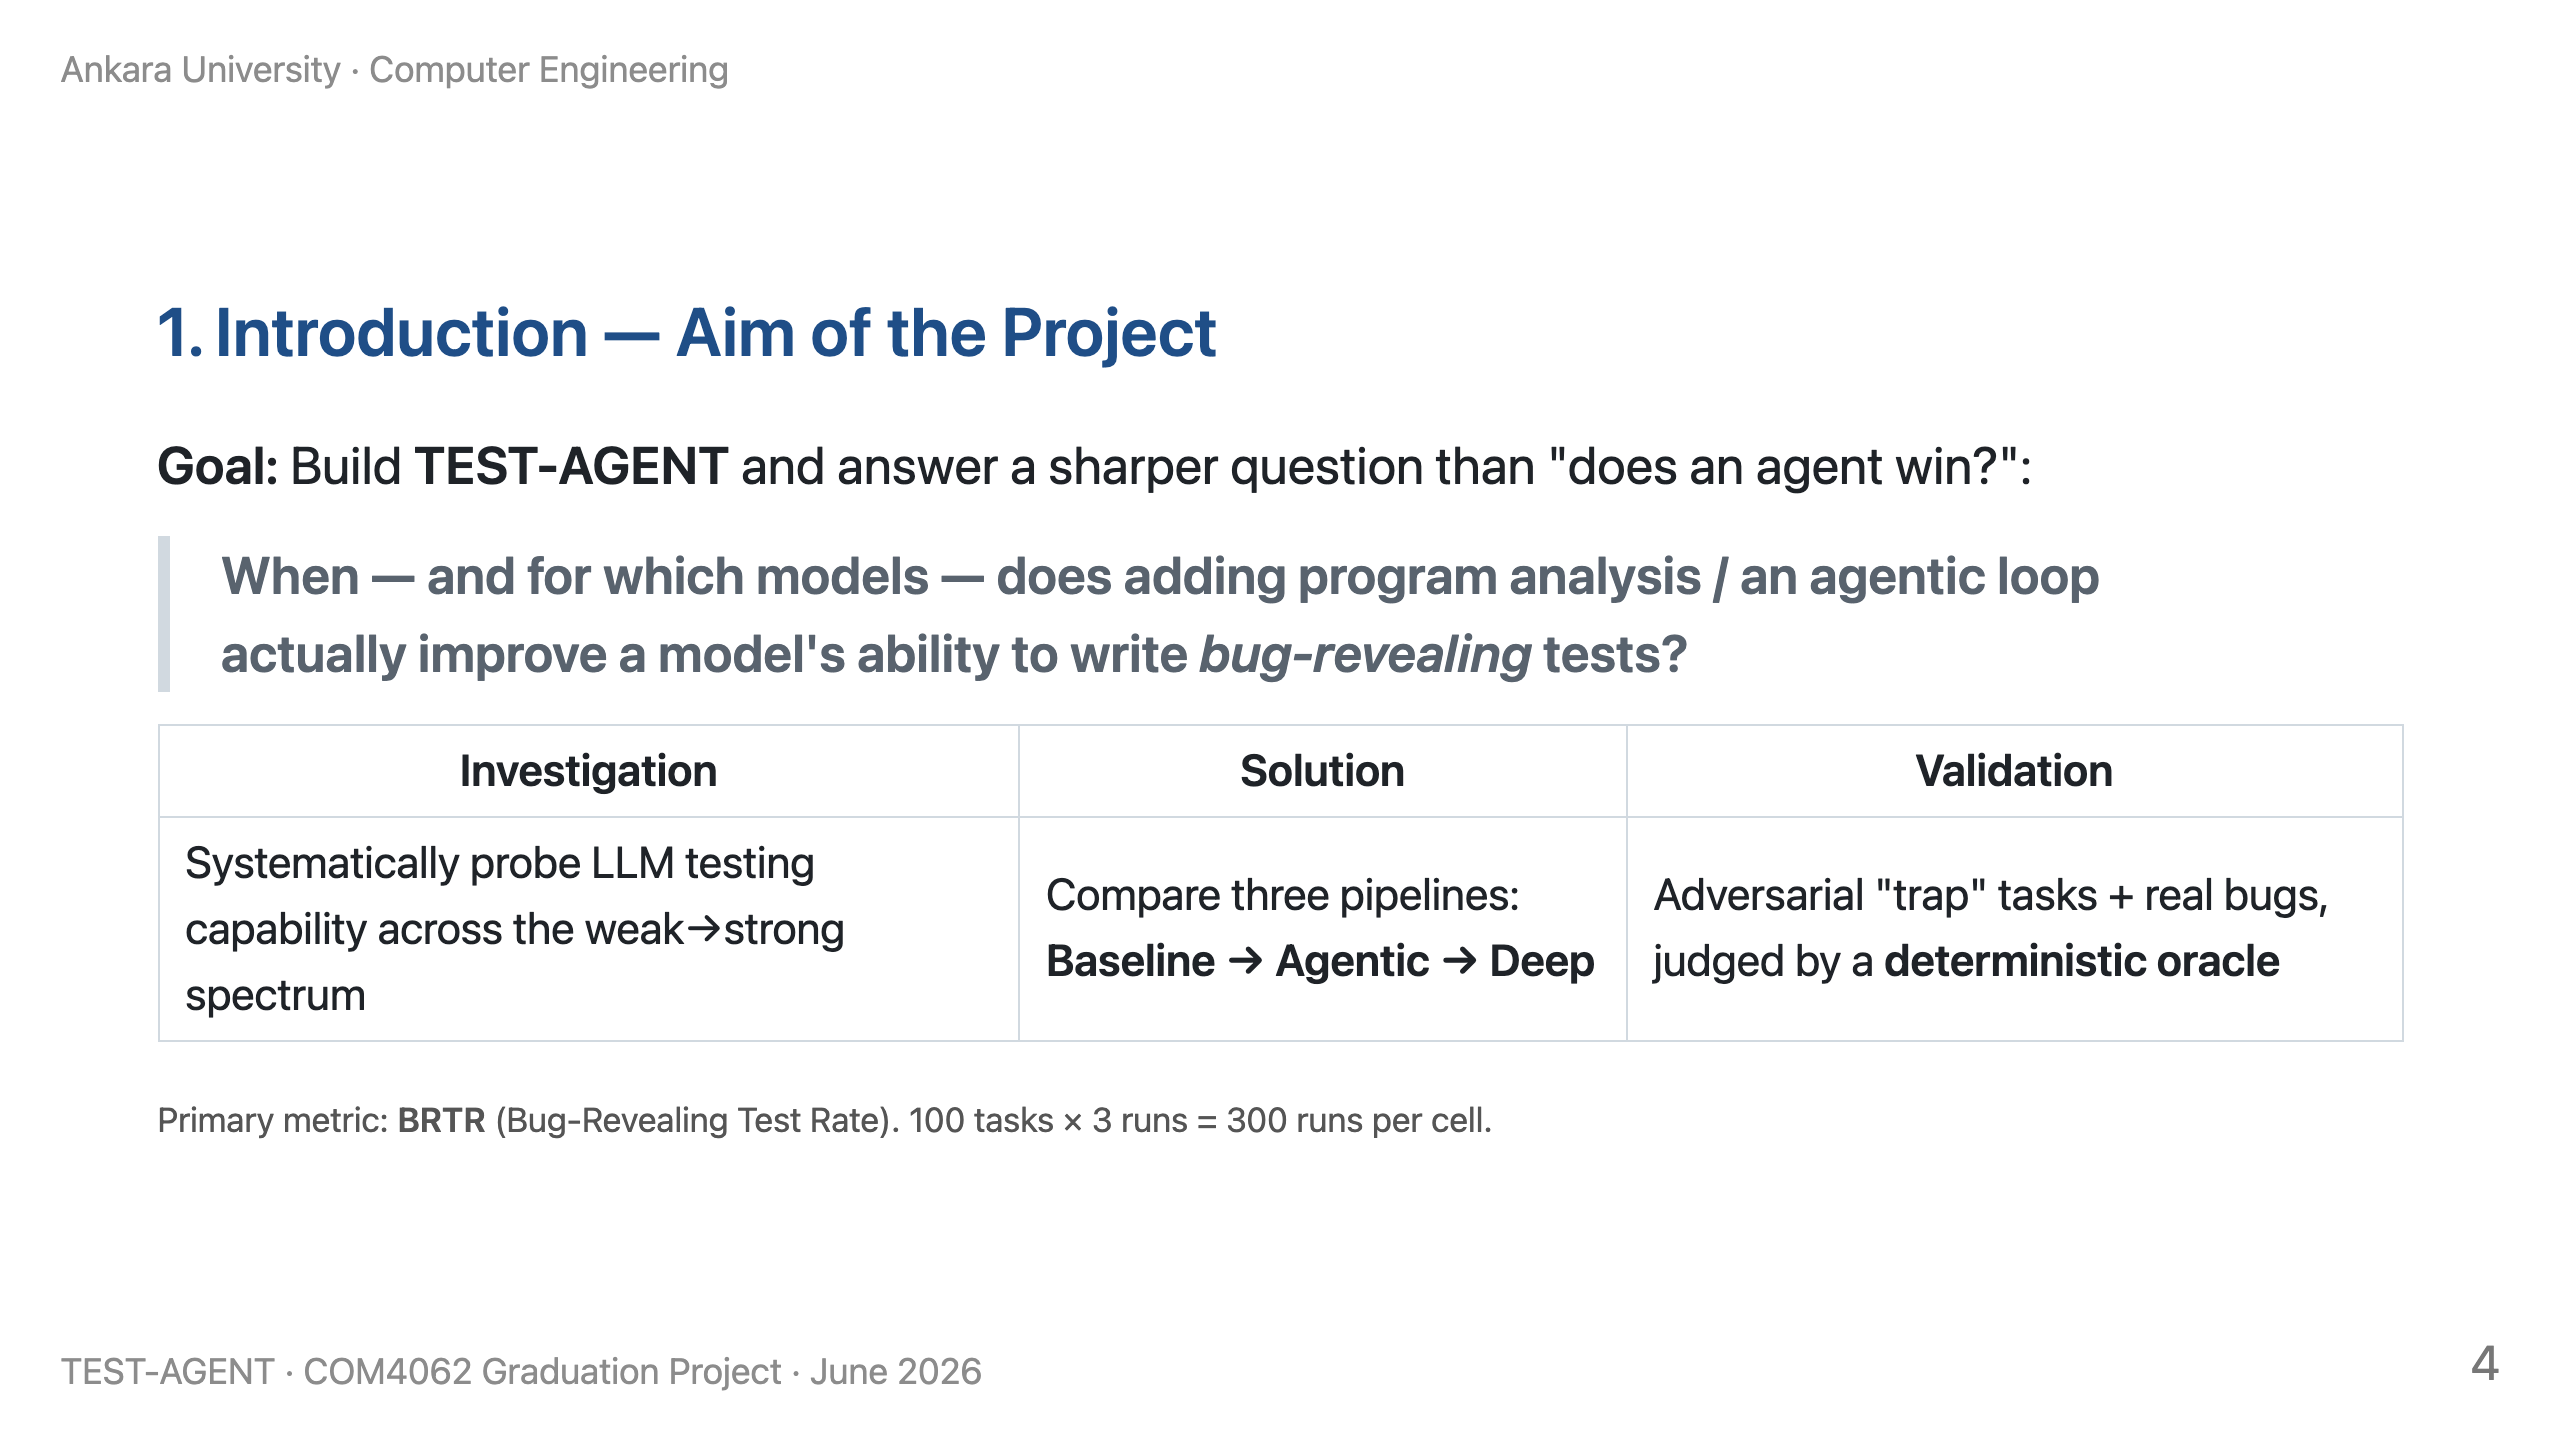 Ankara University · Computer Engineering
1. Introduction — Aim of the Project
Goal: Build TEST-AGENT and answer a sharper question than "does an agent win?":
When — and for which models — does adding program analysis / an agentic loop
actually improve a model's ability to write bug-revealing tests?
Investigation
Solution
Validation
Systematically probe LLM testing
capability across the weak→strong
spectrum
Compare three pipelines:
Baseline → Agentic → Deep
Adversarial "trap" tasks + real bugs,
judged by a deterministic oracle
Primary metric: BRTR (Bug-Revealing Test Rate). 100 tasks × 3 runs = 300 runs per cell.
TEST-AGENT · COM4062 Graduation Project · June 2026
4